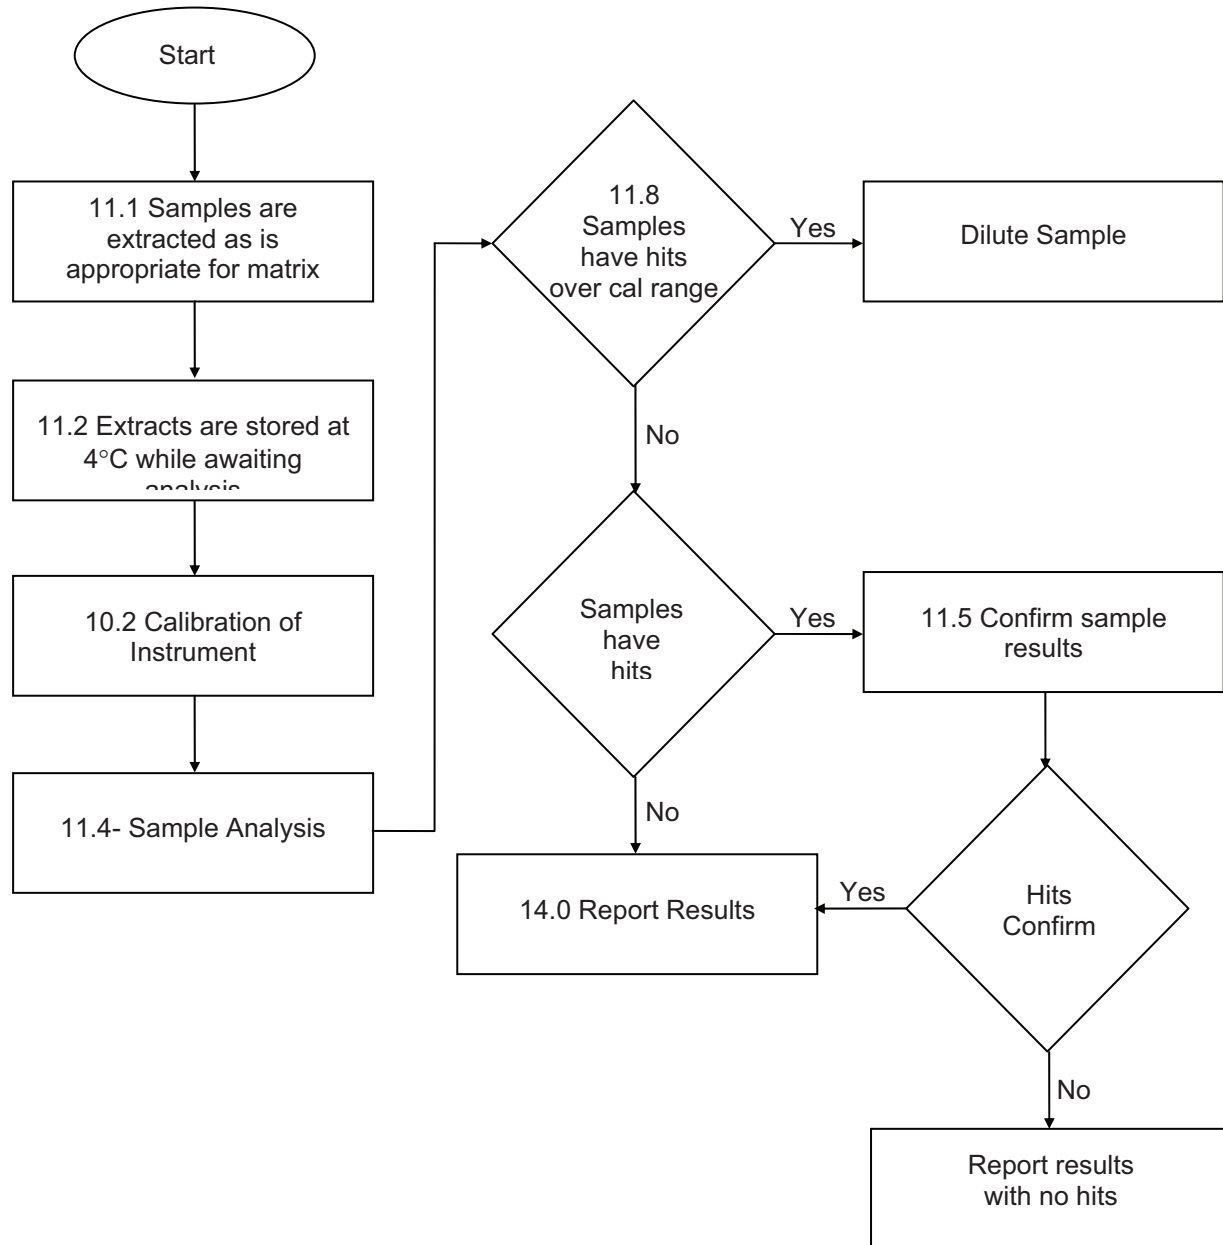 Start
11.1 Samples are
extracted as is
appropriate for matrix
11.2 Extracts are stored at
4°C while awaiting
analysis
10.2 Calibration of
Instrument
11.4- Sample Analysis
11.8
Samples
have hits
over cal range
Yes
Dilute Sample
No
Samples
have
hits
Yes
11.5 Confirm sample
results
No
14.0 Report Results
Yes
Hits
Confirm
No
Report results
with no hits